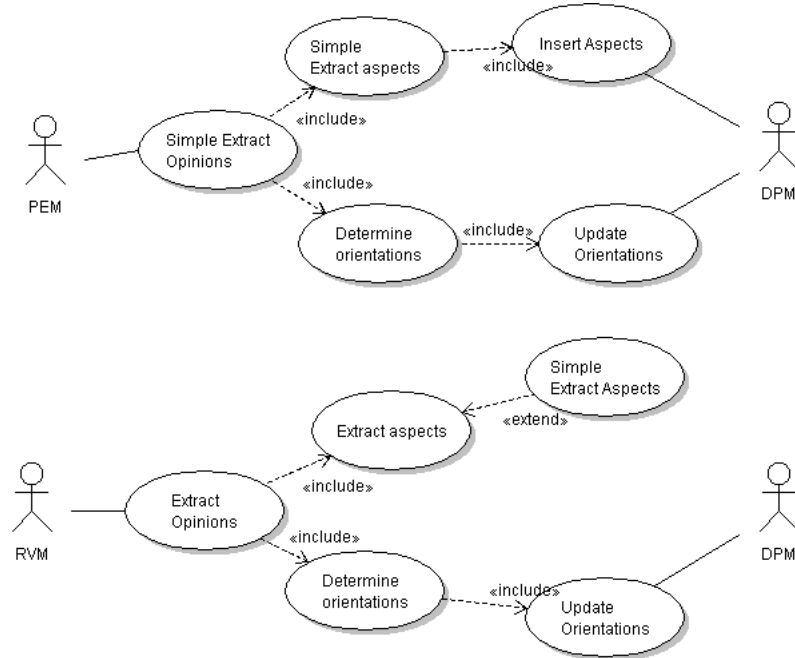 Simple
Extract aspects
«include»
Insert Aspects
«include»
Simple Extract
Opinions
PEM
DPM
«include»
Determine
orientations
«include»
Update
Orientations
Simple
Extract Aspects
«extend»
Extract aspects
«include»
Extract
Opinions
RVM
DPM
«include»
Determine
orientations
«include»
Update
Orientations